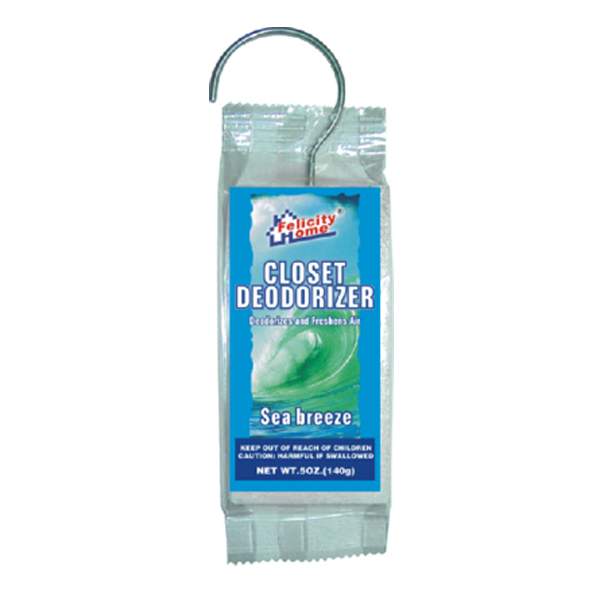 Felicity®
Home
CLOSET
DEODORIZER
Deodorizes and Freshens Air
Sea breeze
KEEP OUT OF REACH OF CHILDREN
CAUTION: HARMFUL IF SWALLOWED
NET WT.5OZ.(140g)